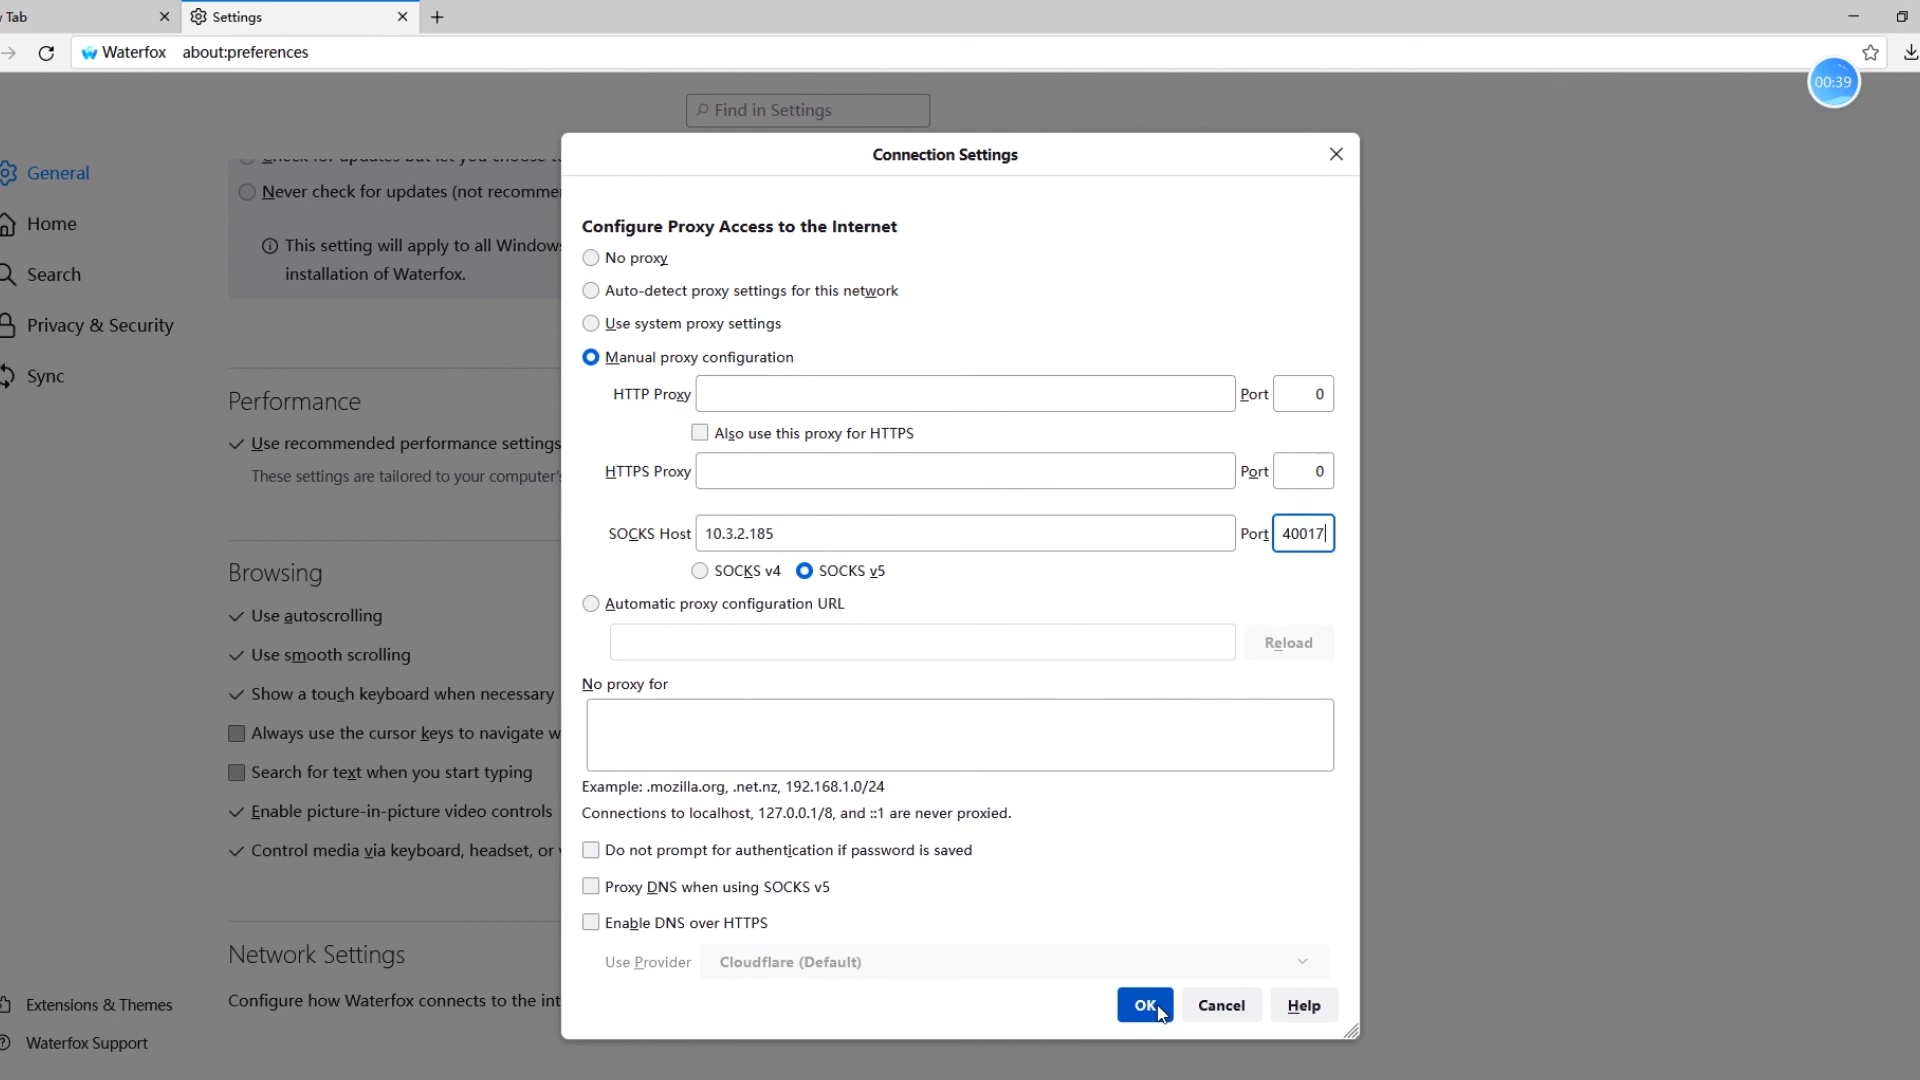 Tab
Settings
Waterfox about:preferences
00:39
Find in Settings
General
Home
Search
Privacy & Security
Sync
Extensions & Themes
Waterfox Support
Never check for updates (not recomme
This setting will apply to all Window
installation of Waterfox.
Performance
Use recommended performance settings
These settings are tailored to your computer's
Browsing
Use autoscrolling
Use smooth scrolling
Show a touch keyboard when necessary
Always use the cursor keys to navigate w
Search for text when you start typing
Enable picture-in-picture video controls
Control media via keyboard, headset, or
Network Settings
Configure how Waterfox connects to the int
Connection Settings
Configure Proxy Access to the Internet
No proxy
Auto-detect proxy settings for this network
Use system proxy settings
Manual proxy configuration
HTTP Proxy Port 0
Also use this proxy for HTTPS
HTTPS Proxy Port 0
SOCKS Host 10.3.2.185 Port 40017
SOCKS v4 SOCKS v5
Automatic proxy configuration URL
Reload
No proxy for
Example: .mozilla.org, .net.nz, 192.168.1.0/24
Connections to localhost, 127.0.0.1/8, and ::1 are never proxied.
Do not prompt for authentication if password is saved
Proxy DNS when using SOCKS v5
Enable DNS over HTTPS
Use Provider Cloudflare (Default)
OK Cancel Help